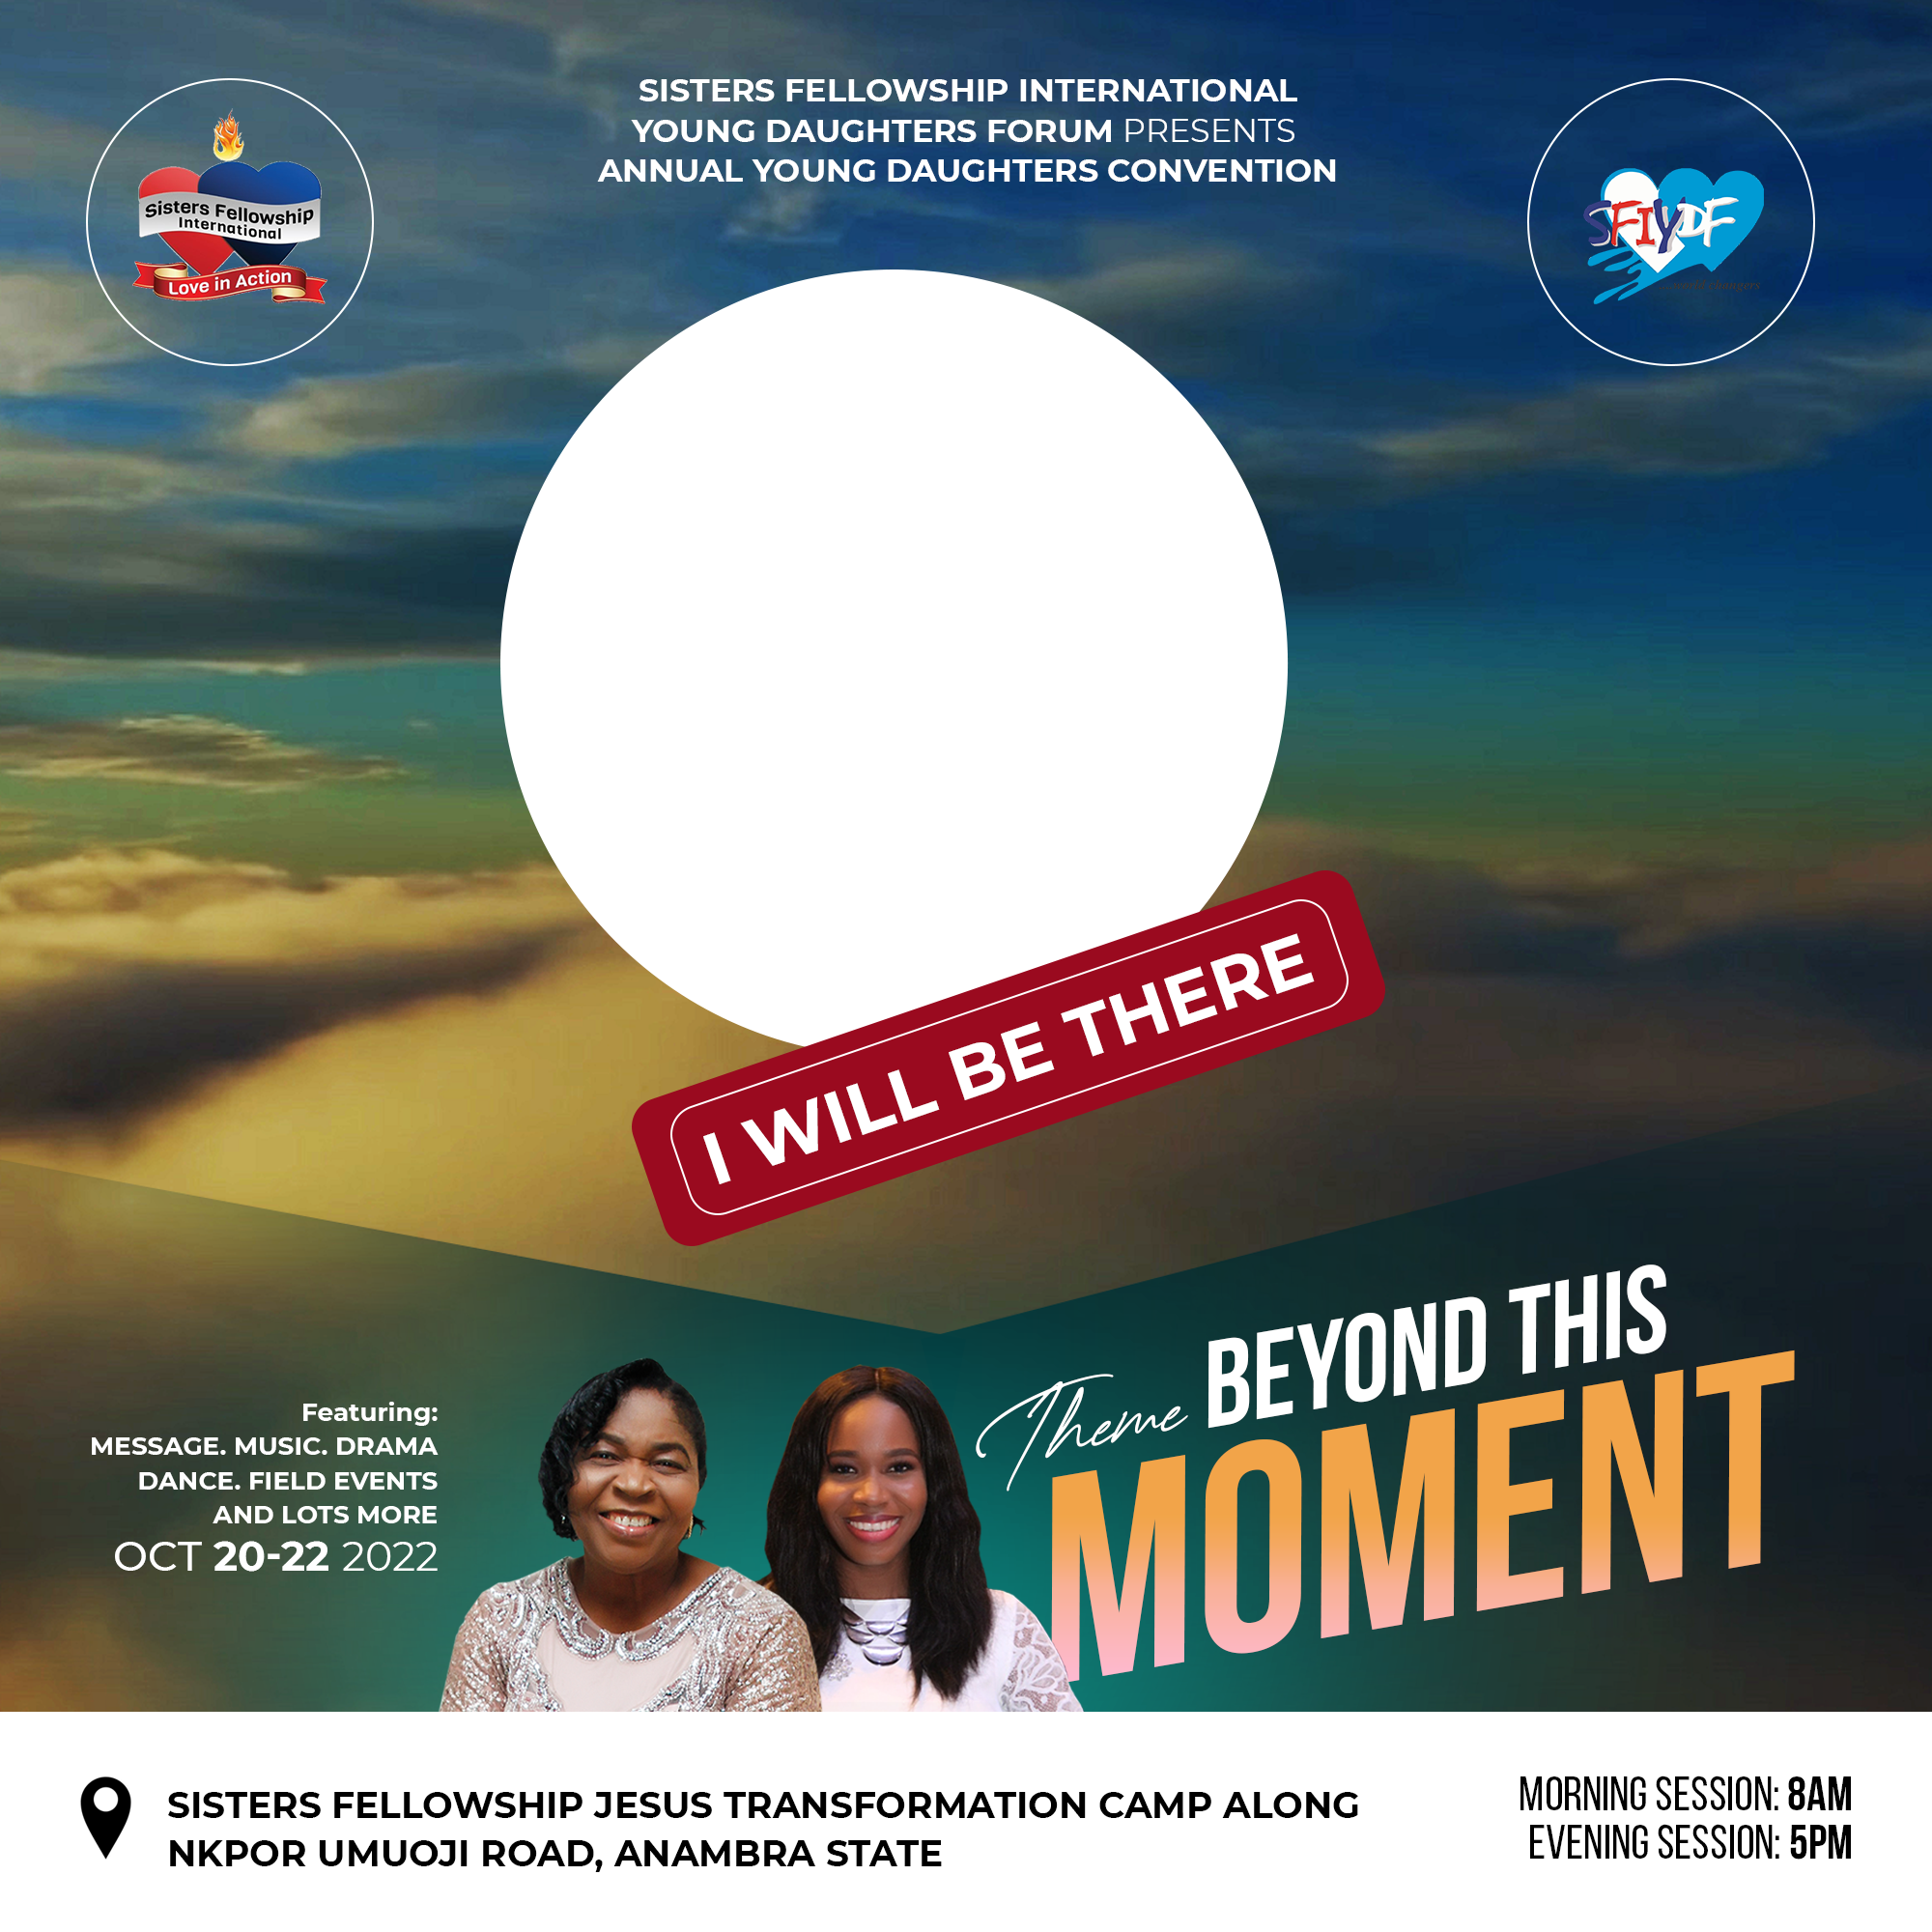 SISTERS FELLOWSHIP INTERNATIONAL
YOUNG DAUGHTERS FORUM PRESENTS
ANNUAL YOUNG DAUGHTERS CONVENTION
Sisters Fellowship
International
Love in Action
SFIYDF
I WILL BE THERE
Theme BEYOND THIS
MOMENT
Featuring:
MESSAGE. MUSIC. DRAMA
DANCE. FIELD EVENTS
AND LOTS MORE
OCT 20-22 2022
SISTERS FELLOWSHIP JESUS TRANSFORMATION CAMP ALONG
NKPOR UMUOJI ROAD, ANAMBRA STATE
MORNING SESSION: 8AM
EVENING SESSION: 5PM